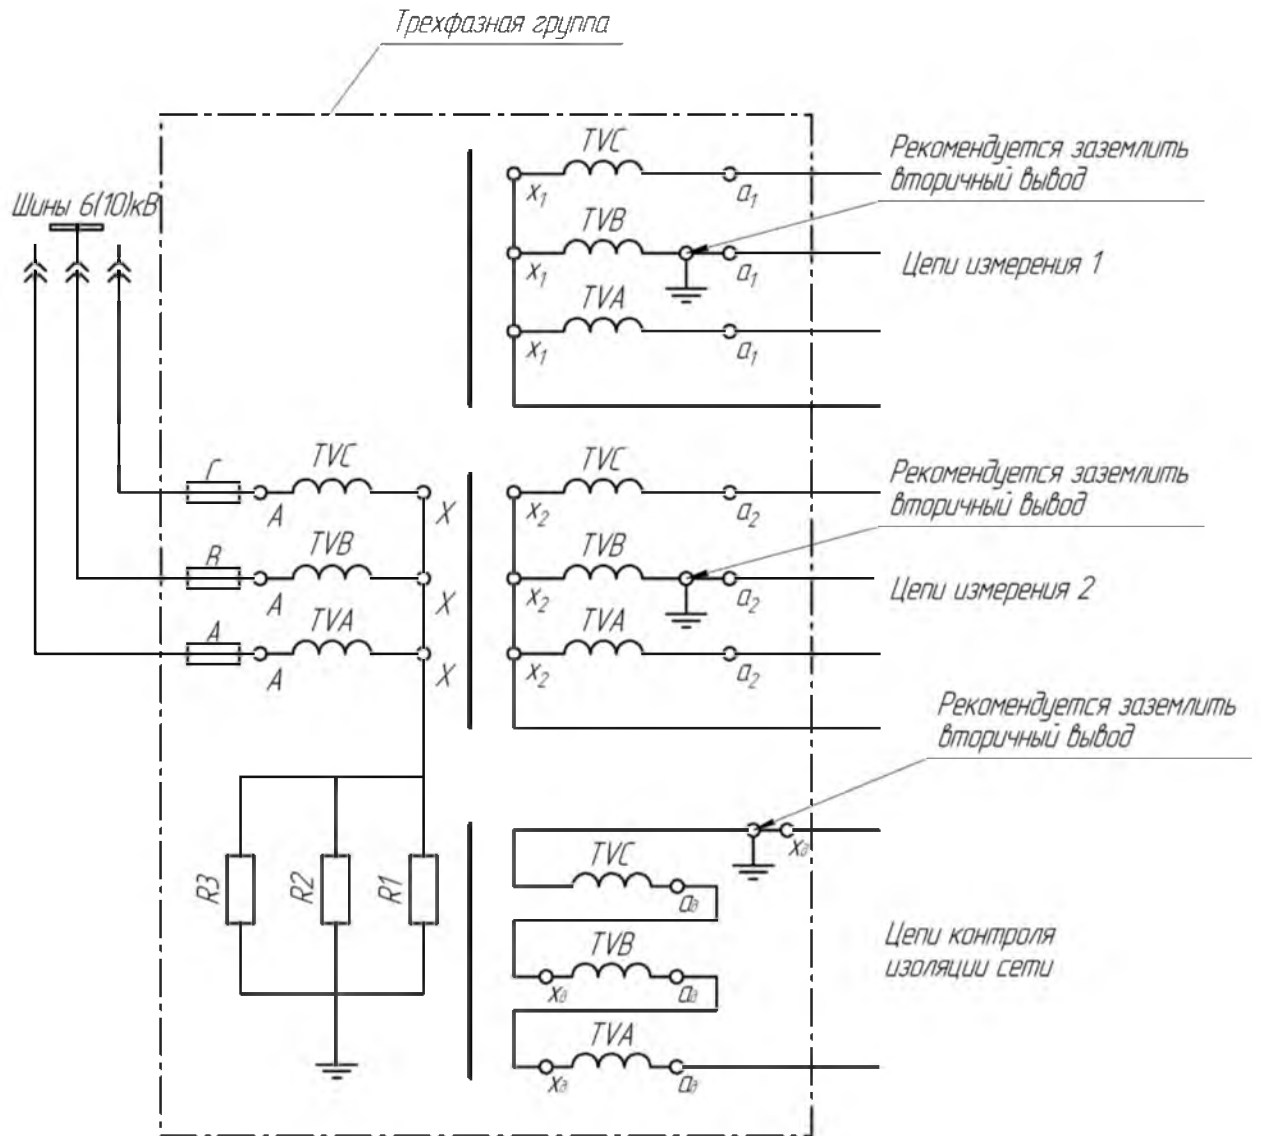 Трехфазная группа
TVC
x₁
a₁
Рекомендуется заземлить
вторичный вывод
Шины 6(10)кВ
TVB
x₁
a₁
Цепи измерения 1
TVA
x₁
a₁
С
A
TVC
X
TVC
x₂
a₂
Рекомендуется заземлить
вторичный вывод
В
A
TVB
X
TVB
x₂
a₂
Цепи измерения 2
А
A
TVA
X
TVA
x₂
a₂
Рекомендуется заземлить
вторичный вывод
xд
R3
R2
R1
TVC
aд
Цепи контроля
изоляции сети
TVB
xд
aд
TVA
xд
aд